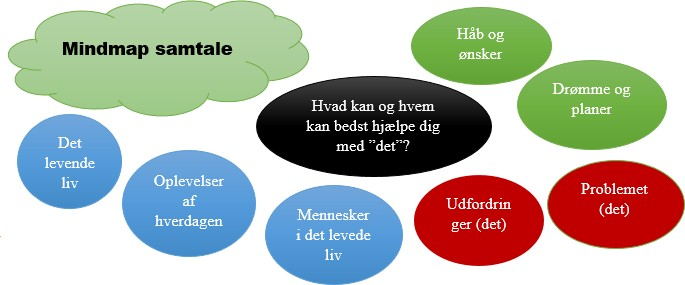 Mindmap samtale
Håb og
ønsker
Drømme og
planer
Hvad kan og hvem
kan bedst hjælpe dig
med ”det”?
Det
levende
liv
Oplevelser
af
hverdagen
Mennesker
i det levede
liv
Udfordrin
ger (det)
Problemet
(det)